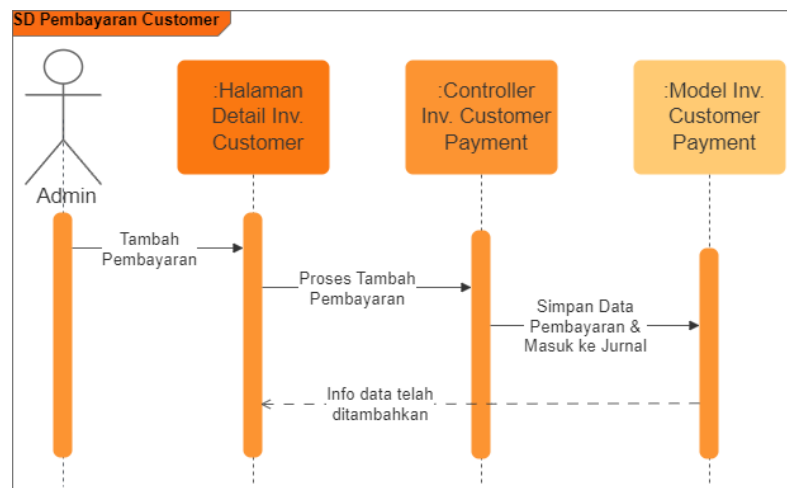 SD Pembayaran Customer
:Halaman
Detail Inv.
Customer
:Controller
Inv. Customer
Payment
:Model Inv.
Customer
Payment
Admin
Tambah
Pembayaran
Proses Tambah
Pembayaran
Simpan Data
Pembayaran &
Masuk ke Jurnal
Info data telah
ditambahkan